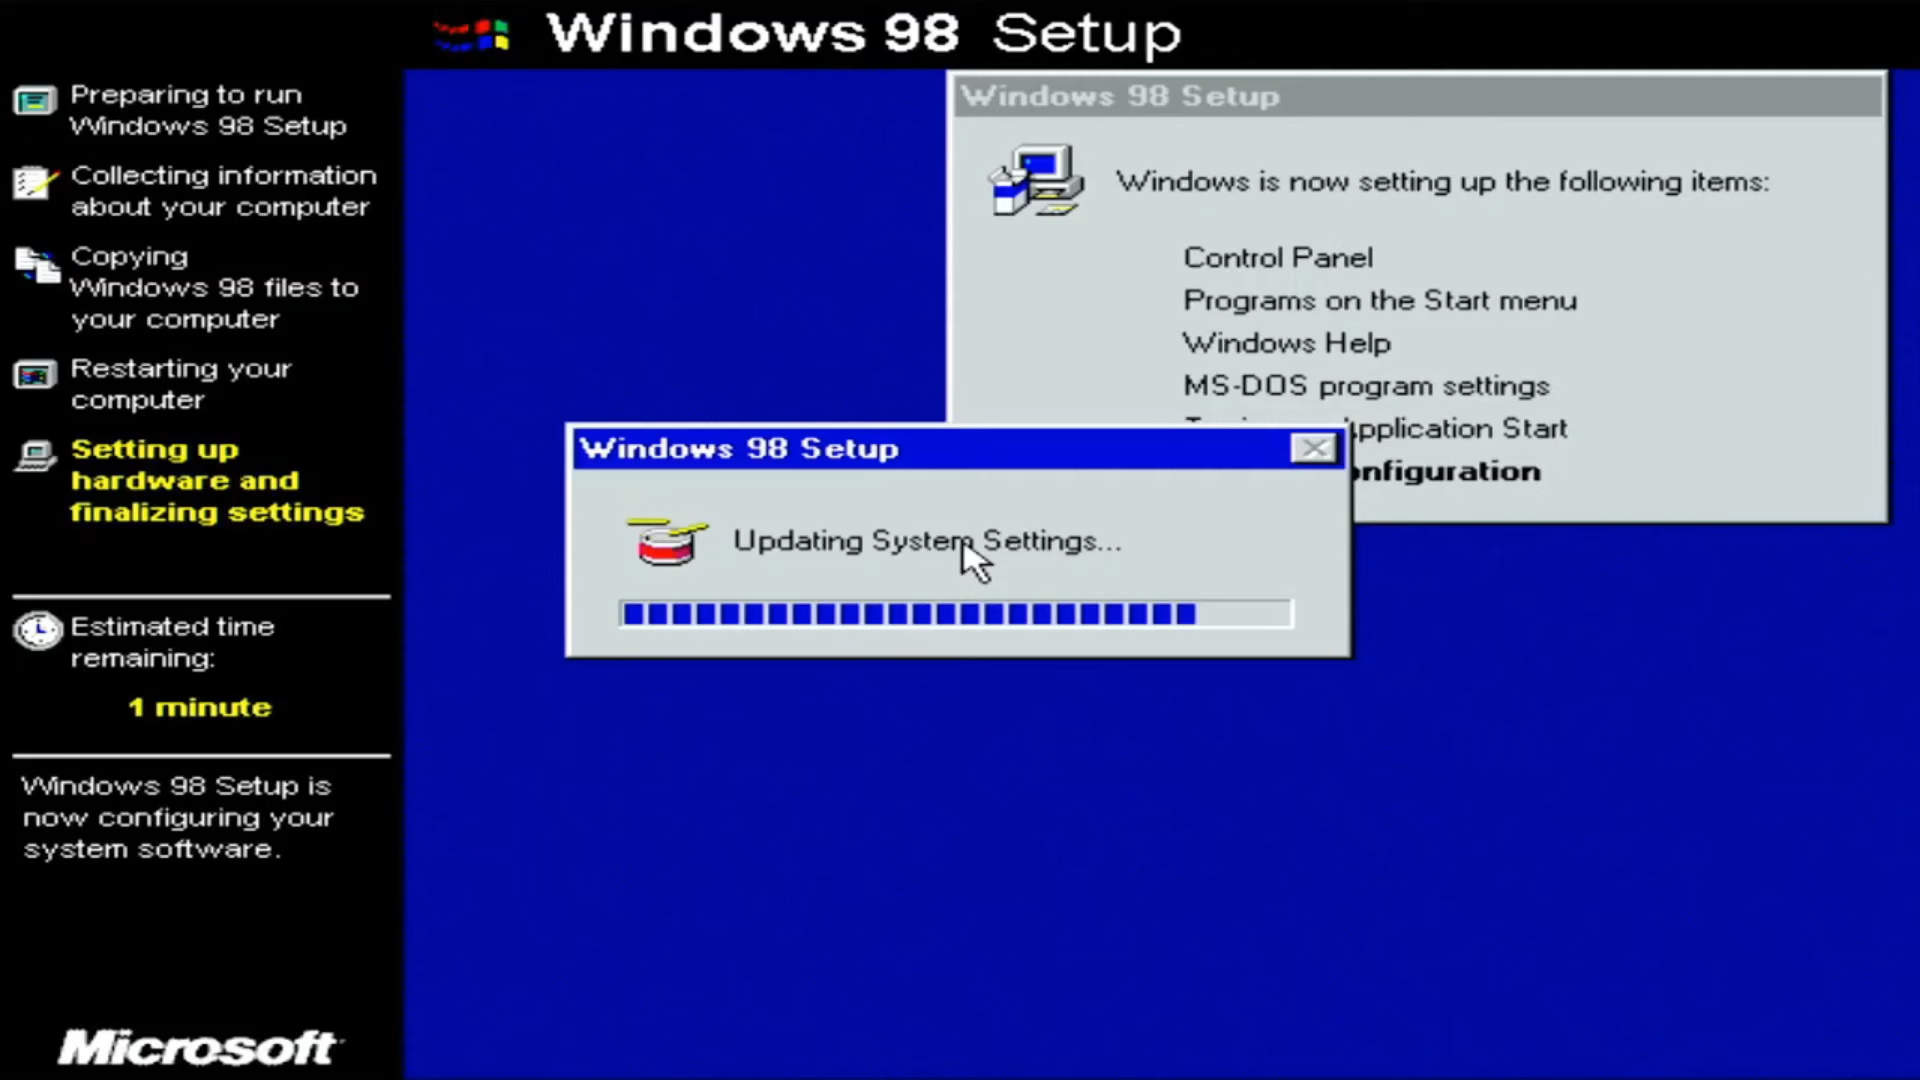 Windows 98 Setup
Preparing to run
Windows 98 Setup
Collecting information
about your computer
Copying
Windows 98 files to
your computer
Restarting your
computer
Setting up
hardware and
finalizing settings
Estimated time
remaining:
1 minute
Windows 98 Setup is
now configuring your
system software.
Microsoft
Windows 98 Setup
Windows is now setting up the following items:
Control Panel
Programs on the Start menu
Windows Help
MS-DOS program settings
Application Start
Windows 98 Setup
Updating System Settings...